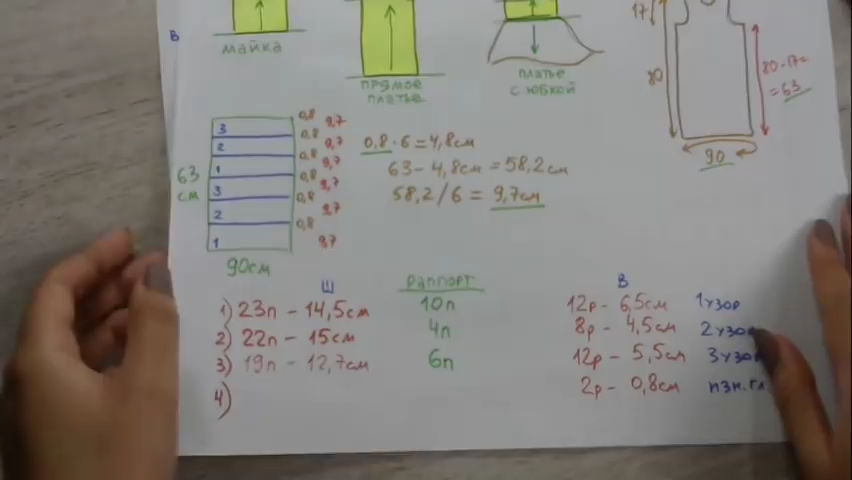 В
майка
прямое
платье
платье
с юбкой
17
80
80-17=
=63
90
63
см
3
2
1
3
2
1
0,8
9,7
0,8
9,7
0,8
9,7
0,8
9,7
0,8
9,7
0,8
9,7
90см
0,8·6=4,8см
63-4,8см=58,2см
58,2/6=9,7см
Ш Раппорт В
1) 23п - 14,5см 10п 12р - 6,5см 1узор
2) 22п - 15см 4п 8р - 4,5см 2узо
3) 19п - 12,7см 6п 12р - 5,5см 3узо
4) 2р - 0,8см изн.гл.